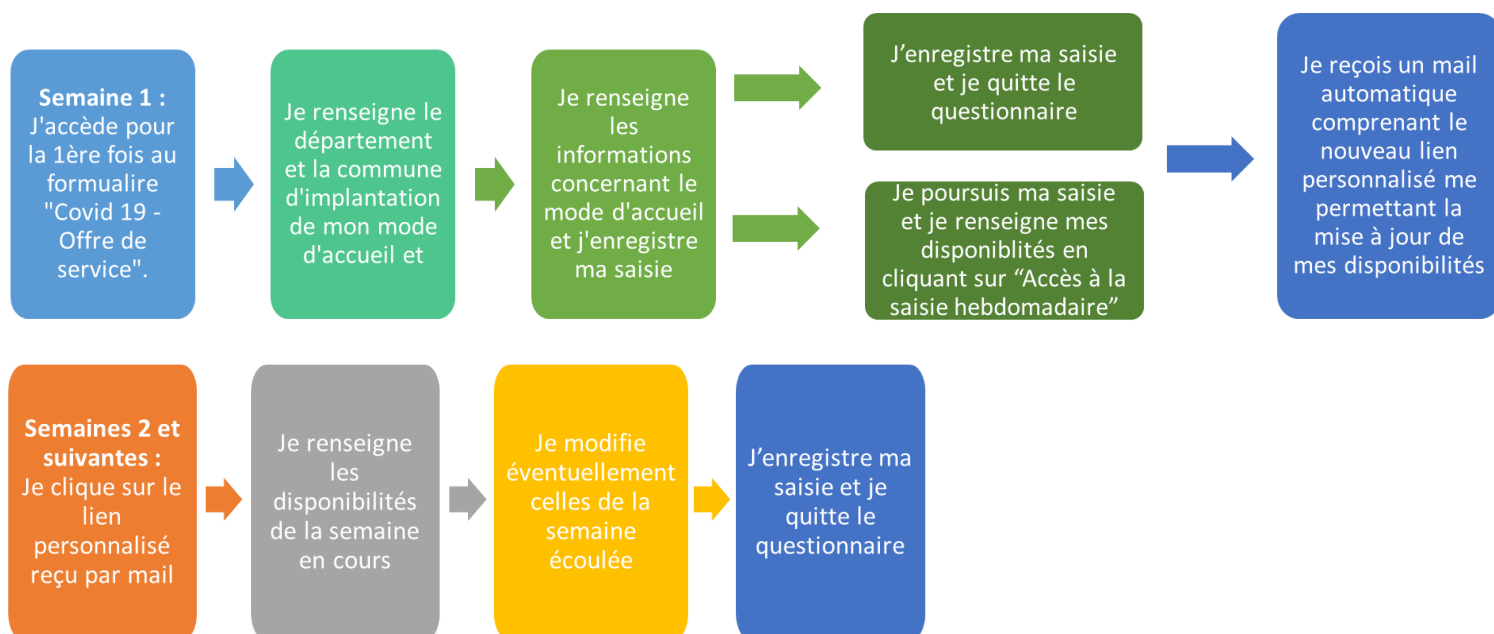 Semaine 1 :
J'accède pour
la 1ère fois au
formualire
"Covid 19 -
Offre de
service".
Je renseigne le
département
et la commune
d'implantation
de mon mode
d'accueil et
Je renseigne
les
informations
concernant le
mode d'accueil
et j'enregistre
ma saisie
J’enregistre ma saisie
et je quitte le
questionnaire
Je poursuis ma saisie
et je renseigne mes
disponiblités en
cliquant sur “Accès à la
saisie hebdomadaire”
Je reçois un mail
automatique
comprenant le
nouveau lien
personnalisé me
permettant la
mise à jour de
mes disponibilités
Semaines 2 et
suivantes :
Je clique sur le
lien
personnalisé
reçu par mail
Je renseigne
les
disponibilités
de la semaine
en cours
Je modifie
éventuellement
celles de la
semaine
écoulée
J’enregistre ma
saisie et je
quitte le
questionnaire